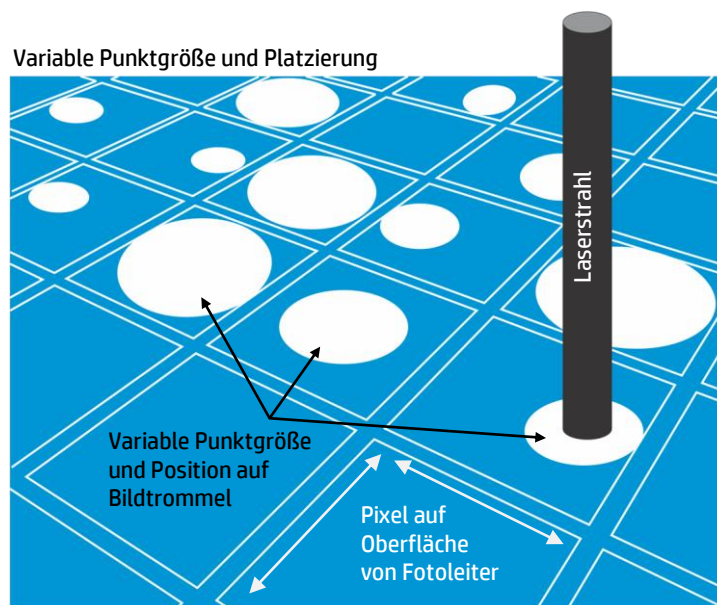 Variable Punktgröße und Platzierung
Laserstrahl
Variable Punktgröße
und Position auf
Bildtrommel
Pixel auf
Oberfläche
von Fotoleiter